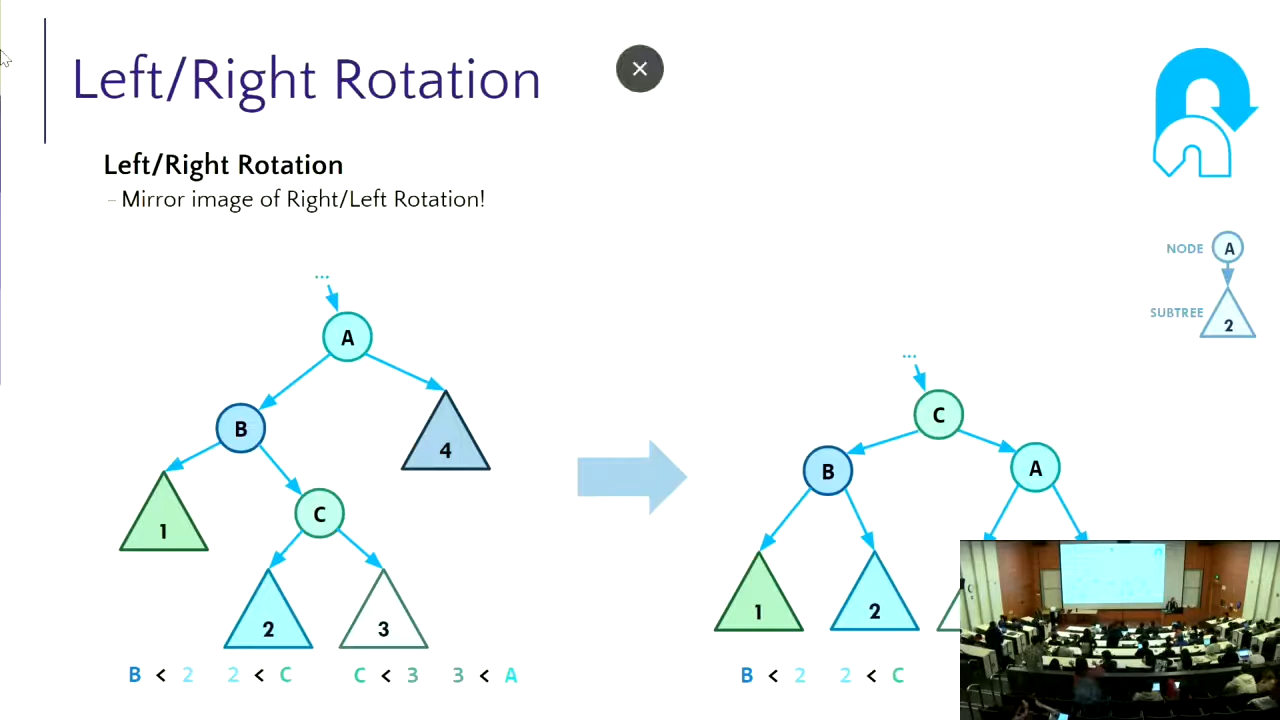 Left/Right Rotation
Left/Right Rotation
– Mirror image of Right/Left Rotation!
NODE A
SUBTREE 2
...
A
B
4
1
C
2
3
B < 2 2 < C C < 3 3 < A
...
C
B
A
1
2
B < 2 2 < C